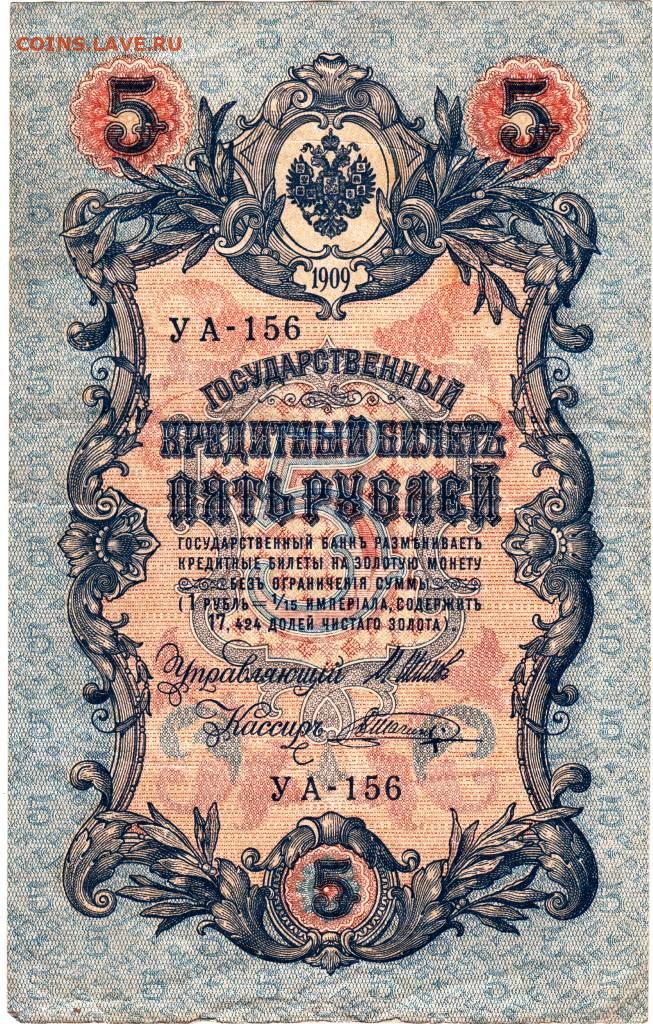 COINS.LAVE.RU
5 5
1909
УА-156
ГОСУДАРСТВЕННЫЙ
КРЕДИТНЫЙ БИЛЕТЪ
ПЯТЬ РУБЛЕЙ
5
ГОСУДАРСТВЕННЫЙ БАНКЪ РАЗМѢНИВАЕТЪ
КРЕДИТНЫЕ БИЛЕТЫ НА ЗОЛОТУЮ МОНЕТУ
БЕЗЪ ОГРАНИЧЕНІЯ СУММЫ
(1 РУБЛЬ = 1/15 ИМПЕРІАЛА, СОДЕРЖИТЪ
17,424 ДОЛЕЙ ЧИСТАГО ЗОЛОТА).
Управляющій
Кассиръ
УА-156
5